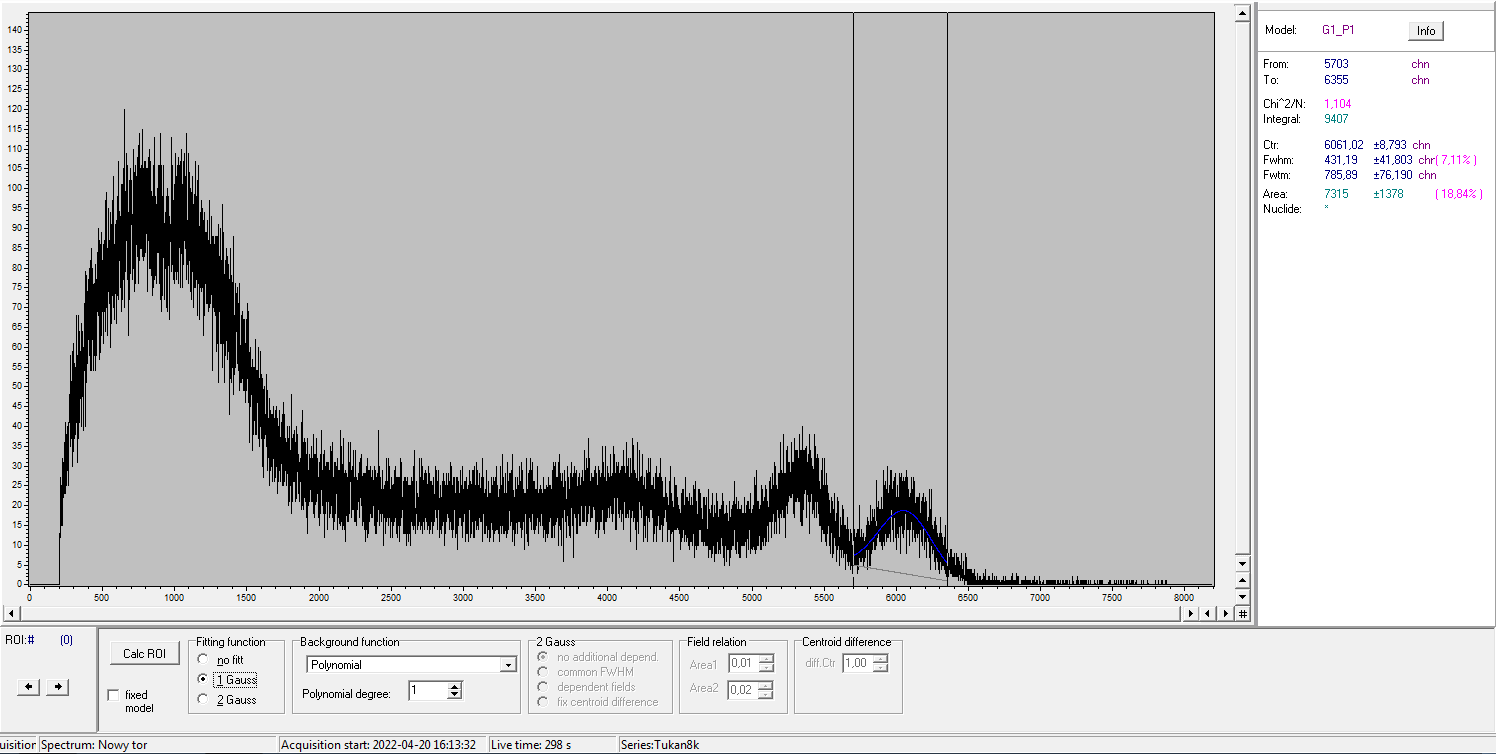 140
135
130
125
120
115
110
105
100
95
90
85
80
75
70
65
60
55
50
45
40
35
30
25
20
15
10
5
0
0 500 1000 1500 2000 2500 3000 3500 4000 4500 5000 5500 6000 6500 7000 7500 8000
#
Model: G1_P1 Info
From: 5703 chn
To: 6355 chn
Chi^2/N: 1,104
Integral: 9407
Ctr: 6061,02 ±8,793 chn
Fwhm: 431,19 ±41,803 chr( 7,11% )
Fwtm: 785,89 ±76,190 chn
Area: 7315 ±1378 ( 18,84% )
Nuclide: *
ROI:# (0)
Calc ROI
fixed
model
Fitting function
no fitt
1 Gauss
2 Gauss
Background function
Polynomial
Polynomial degree: 1
2 Gauss
no additional depend.
common FWHM
dependent fields
fix centroid difference
Field relation
Area1 0,01
Area2 0,02
Centroid difference
diff.Ctr 1,00
uisitior Spectrum: Nowy tor Acquisition start: 2022-04-20 16:13:32 Live time: 298 s Series:Tukan8k